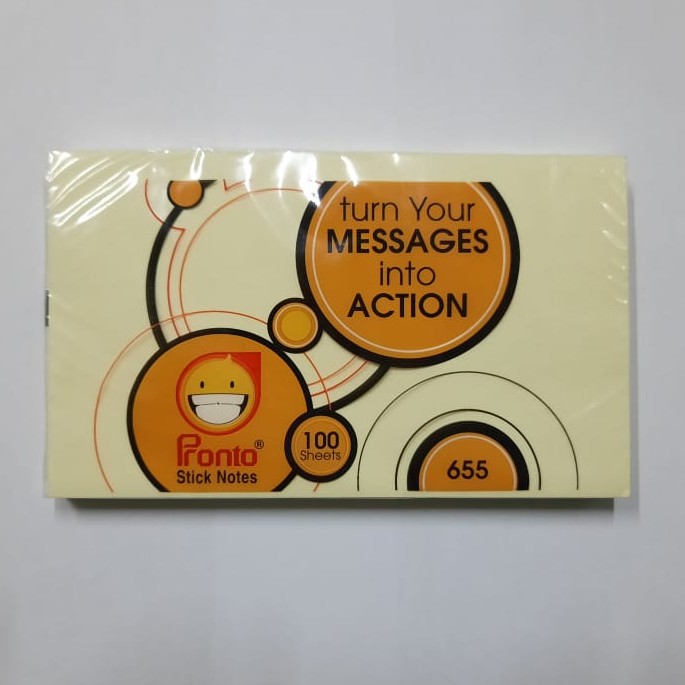 turn Your
MESSAGES
into
ACTION
Pronto®
Stick Notes
100
Sheets
655